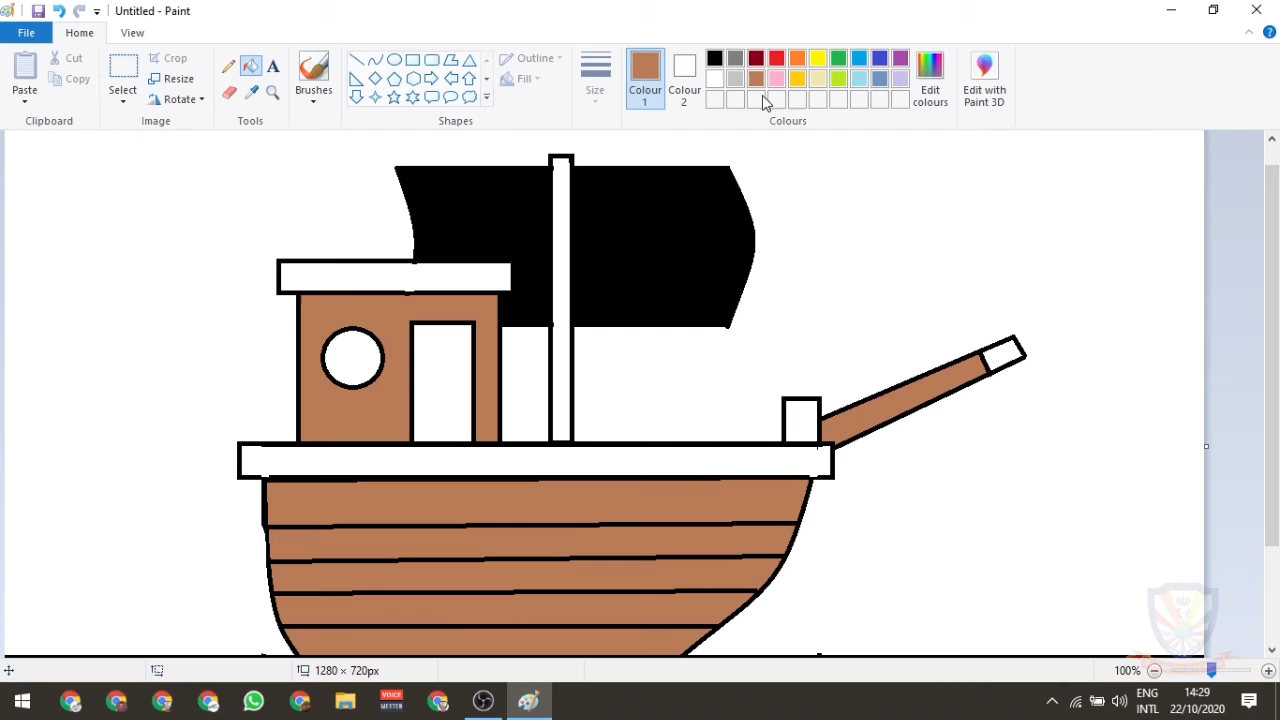 Untitled - Paint
File
Home
View
Paste
Cut
Copy
Clipboard
Select
Crop
Resize
Rotate
Image
A
Tools
Brushes
Outline
Fill
Shapes
Size
Colour 1
Colour 2
Edit colours
Colours
Edit with Paint 3D
1280 × 720px
100%
VOICE
MEETER
ENG
INTL
14:29
22/10/2020